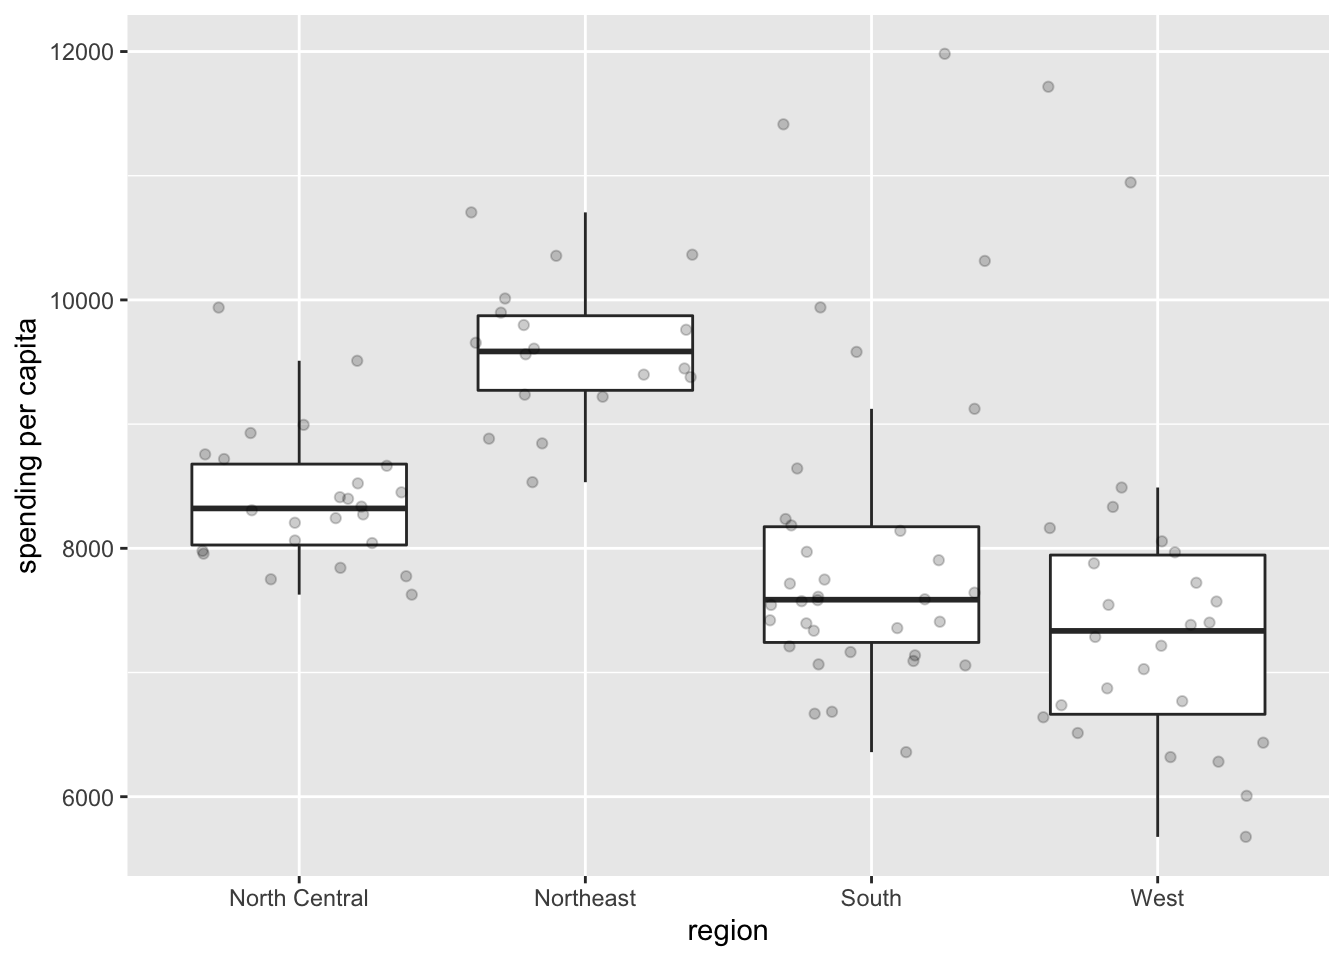 12000
10000
8000
6000
spending per capita
North Central
Northeast
South
West
region